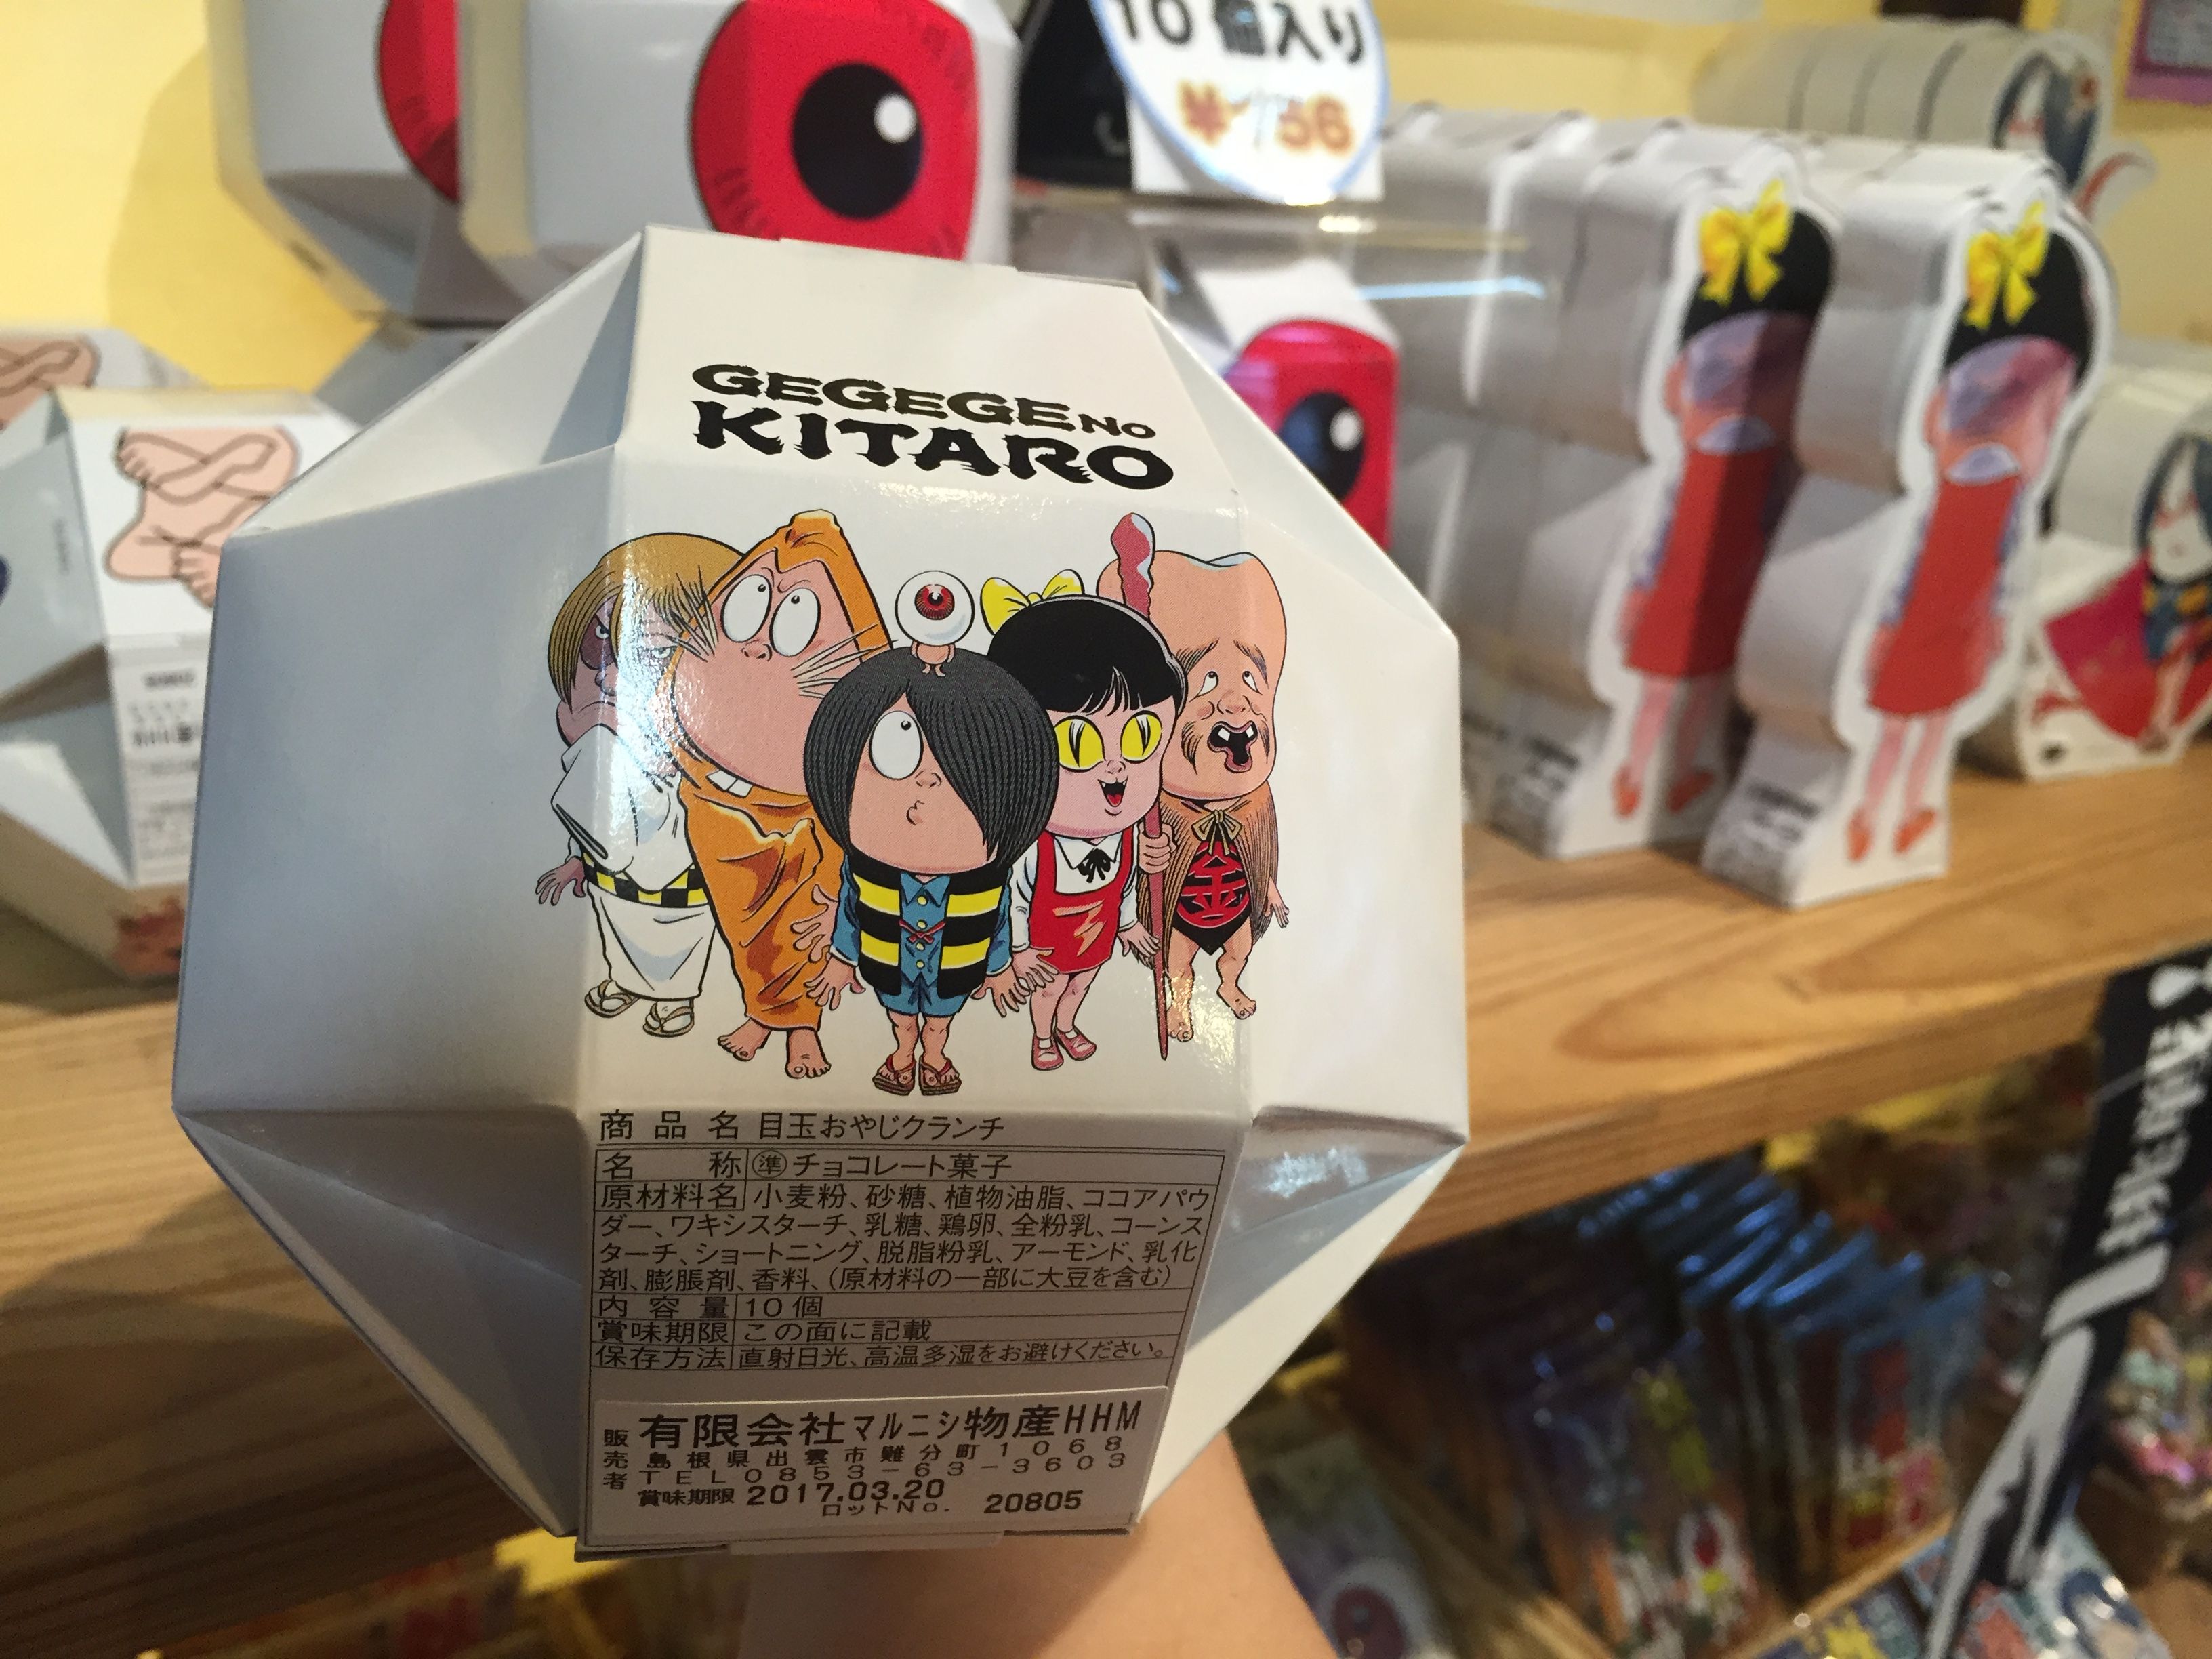 10個入り
GEGEGE NO
KITARO
金
商品名 目玉おやじクランチ
名称 準チョコレート菓子
原材料名 小麦粉、砂糖、植物油脂、ココアパウ
ダー、ワキシスターチ、乳糖、鶏卵、全粉乳、コーンス
ターチ、ショートニング、脱脂粉乳、アーモンド、乳化
剤、膨脹剤、香料、(原材料の一部に大豆を含む)
内容量 10個
賞味期限 この面に記載
保存方法 直射日光、高温多湿をお避けください。
販売者 有限会社マルニシ物産HHM
島根県出雲市難分町1068
TEL0853-63-3603
賞味期限 2017.03.20
ロットNo. 20805